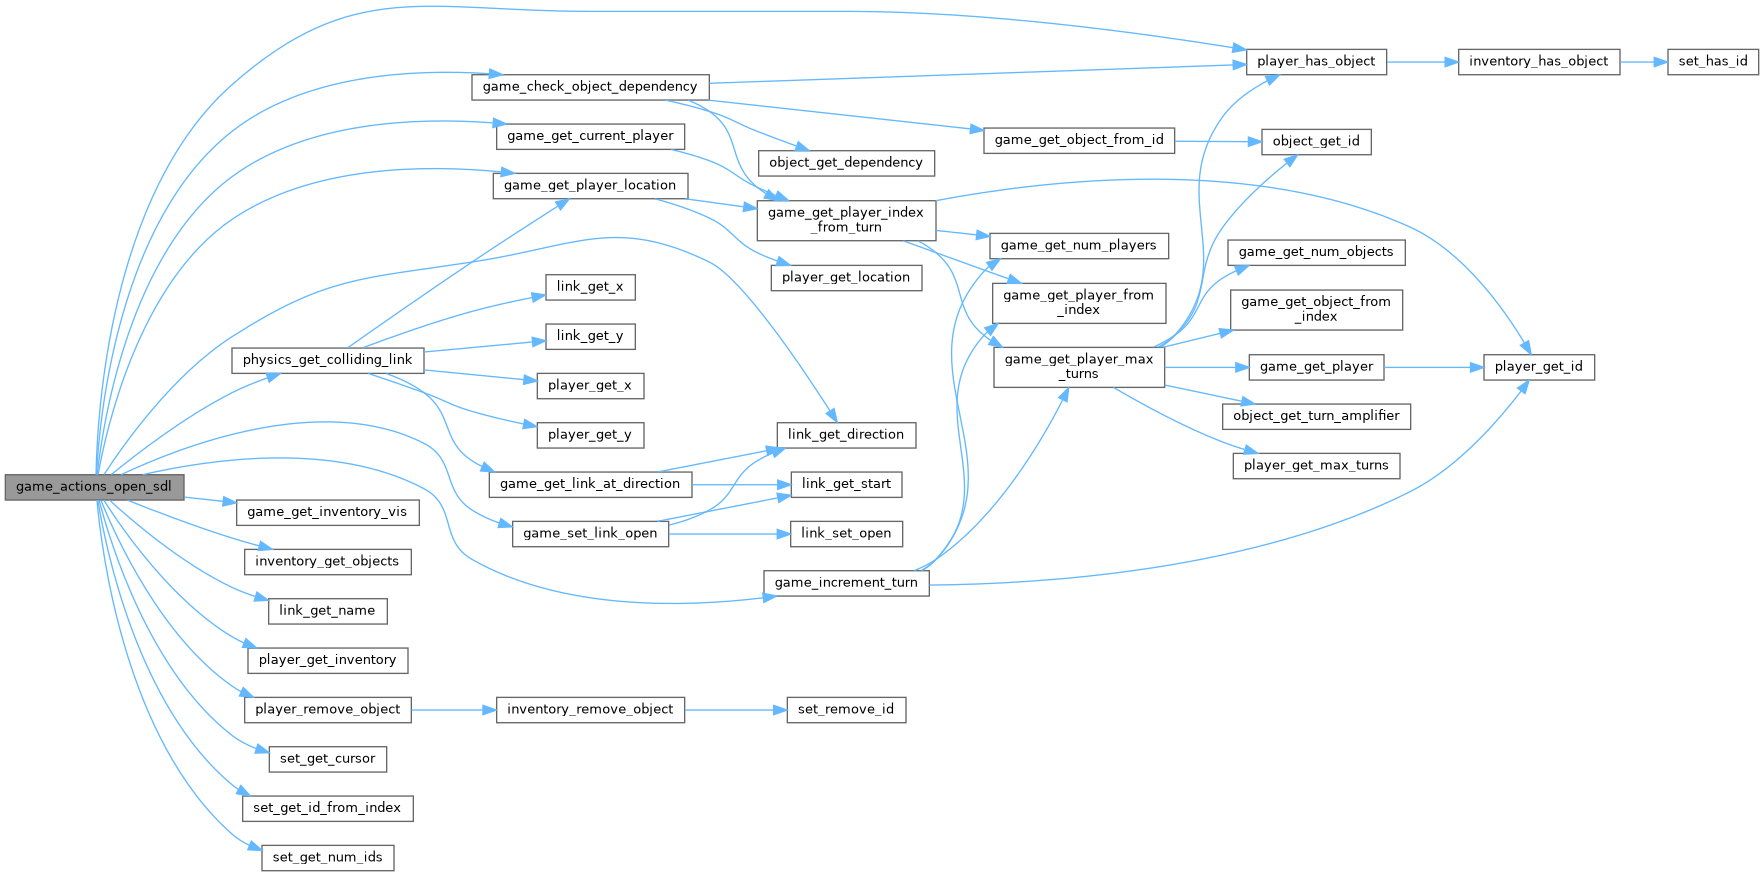 game_actions_open_sdl
game_check_object_dependency
game_get_current_player
game_get_player_location
physics_get_colliding_link
game_get_inventory_vis
inventory_get_objects
link_get_name
player_get_inventory
player_remove_object
set_get_cursor
set_get_id_from_index
set_get_num_ids
link_get_x
link_get_y
player_get_x
player_get_y
game_get_link_at_direction
game_set_link_open
inventory_remove_object
object_get_dependency
game_get_player_index
_from_turn
player_get_location
link_get_direction
link_get_start
link_set_open
game_increment_turn
set_remove_id
game_get_object_from_id
game_get_num_players
game_get_player_from
_index
game_get_player_max
_turns
player_has_object
object_get_id
game_get_num_objects
game_get_object_from
_index
game_get_player
object_get_turn_amplifier
player_get_max_turns
inventory_has_object
player_get_id
set_has_id